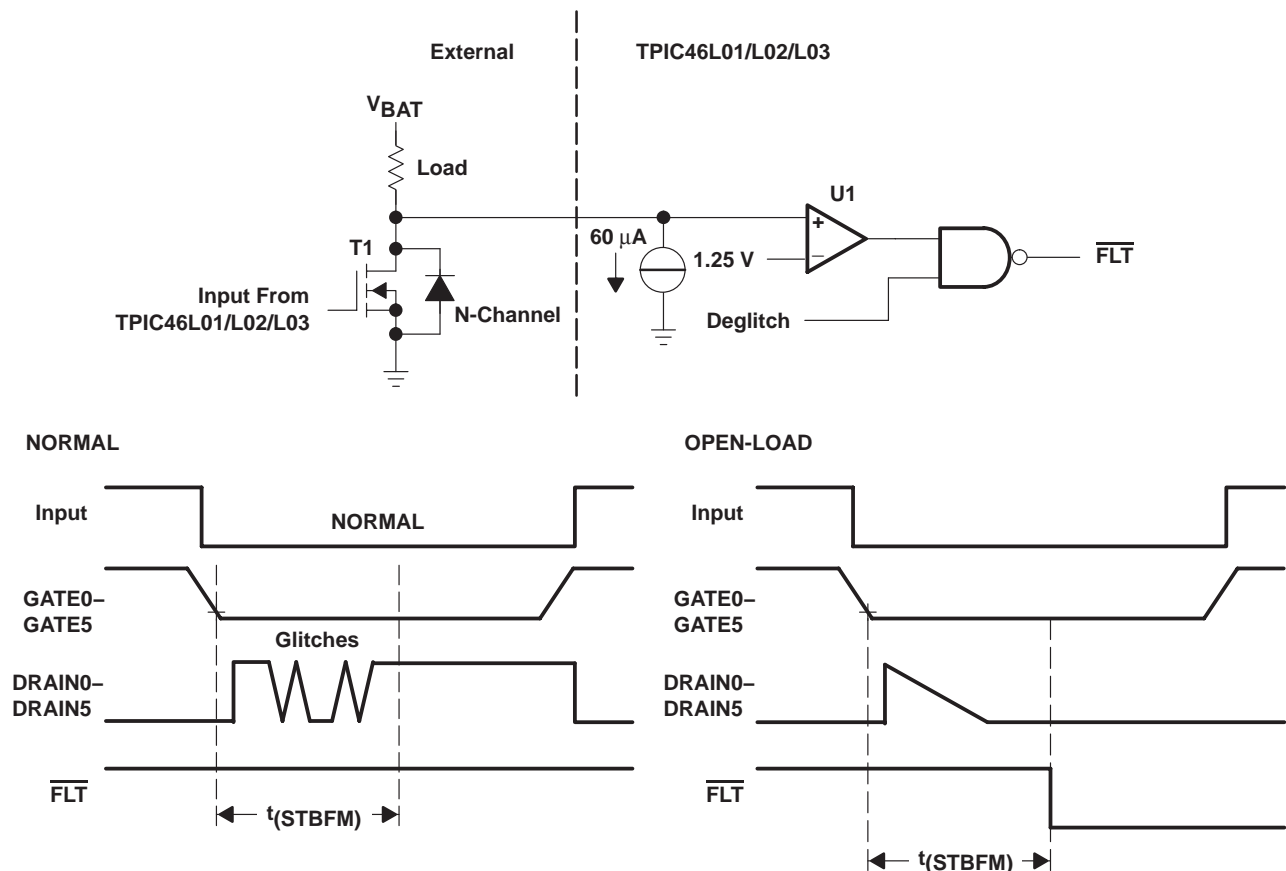 External
TPIC46L01/L02/L03
VBAT
Load
U1
+
−
T1
60 μA
1.25 V
FLT
Input From
TPIC46L01/L02/L03
N-Channel
Deglitch
NORMAL
Input
NORMAL
GATE0–
GATE5
Glitches
DRAIN0–
DRAIN5
FLT
t(STBFM)
OPEN-LOAD
Input
GATE0–
GATE5
DRAIN0–
DRAIN5
FLT
t(STBFM)